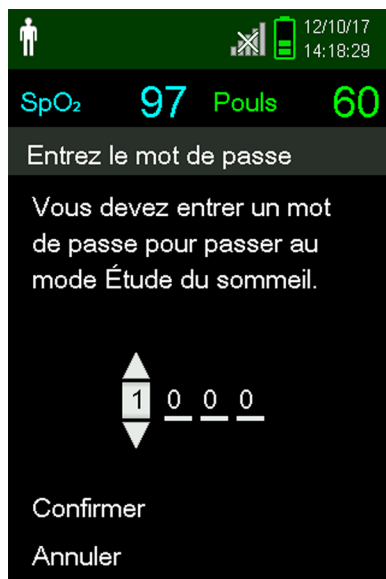 12/10/17
14:18:29
SpO₂ 97 Pouls 60
Entrez le mot de passe
Vous devez entrer un mot
de passe pour passer au
mode Étude du sommeil.
1 0 0 0
Confirmer
Annuler